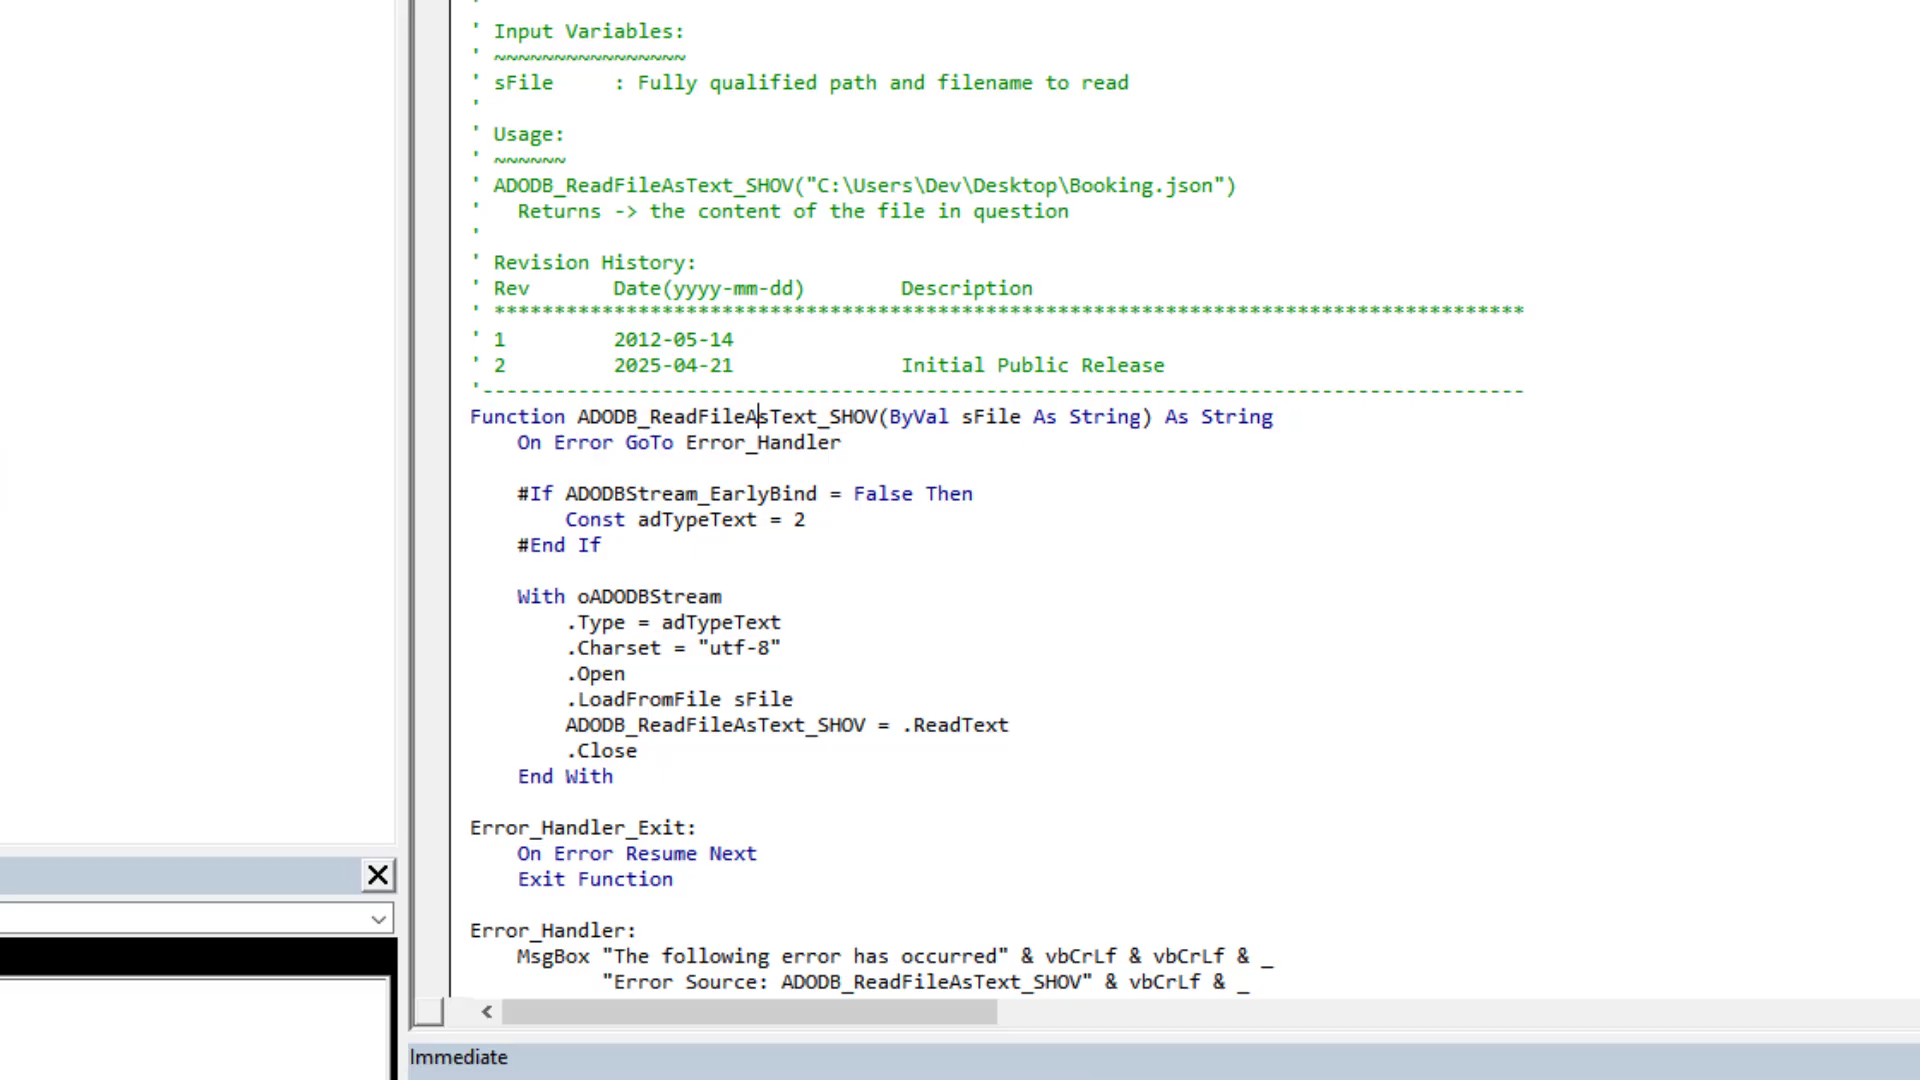 '
' Input Variables:
' ~~~~~~~~~~~~~~~~
' sFile     : Fully qualified path and filename to read
'
' Usage:
' ~~~~~~
' ADODB_ReadFileAsText_SHOV("C:\Users\Dev\Desktop\Booking.json")
'   Returns -> the content of the file in question
'
' Revision History:
' Rev       Date(yyyy-mm-dd)        Description
' **************************************************************************************
' 1         2012-05-14
' 2         2025-04-21              Initial Public Release
'---------------------------------------------------------------------------------------
Function ADODB_ReadFileAsText_SHOV(ByVal sFile As String) As String
    On Error GoTo Error_Handler
    #If ADODBStream_EarlyBind = False Then
        Const adTypeText = 2
    #End If
    With oADODBStream
        .Type = adTypeText
        .Charset = "utf-8"
        .Open
        .LoadFromFile sFile
        ADODB_ReadFileAsText_SHOV = .ReadText
        .Close
    End With
Error_Handler_Exit:
    On Error Resume Next
    Exit Function
Error_Handler:
    MsgBox "The following error has occurred" & vbCrLf & vbCrLf & _
           "Error Source: ADODB_ReadFileAsText_SHOV" & vbCrLf & _
Immediate